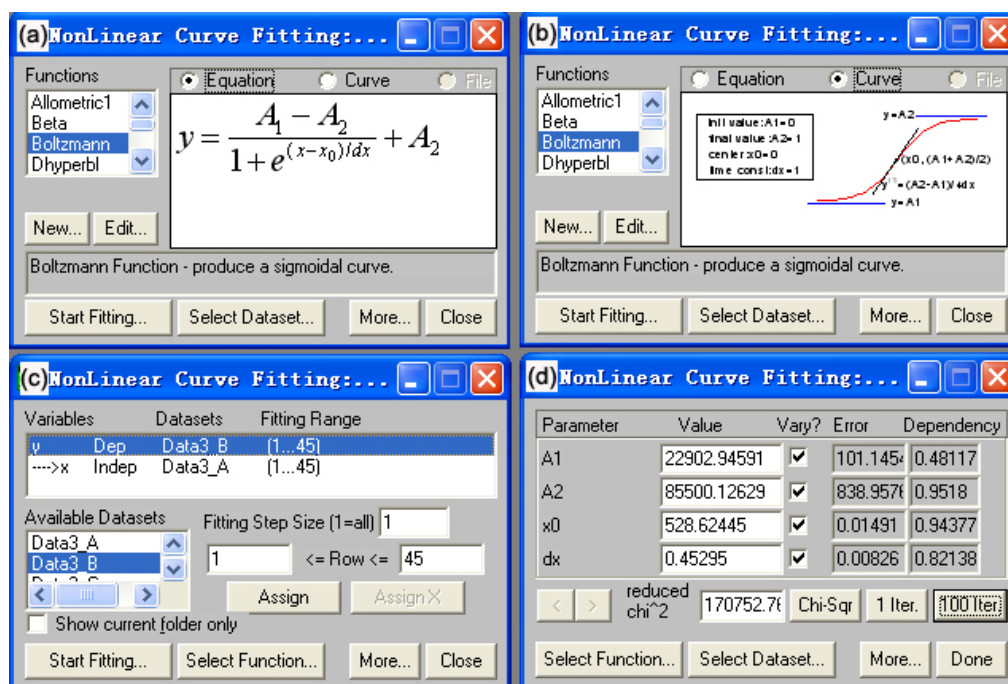 (a) NonLinear Curve Fitting:...
Functions
Equation Curve File
Allometric1
Beta
Boltzmann
Dhyperbl
y = (A₁ − A₂) / (1 + e^((x−x₀)/dx)) + A₂
New... Edit...
Boltzmann Function - produce a sigmoidal curve.
Start Fitting... Select Dataset... More... Close
(b) NonLinear Curve Fitting:...
Functions
Equation Curve File
Allometric1
Beta
Boltzmann
Dhyperbl
init value:A1=0
final value:A2=1
center:x0=0
time const:dx=1
y=A2
(x0, (A1+A2)/2)
=(A2-A1)/4dx
y=A1
New... Edit...
Boltzmann Function - produce a sigmoidal curve.
Start Fitting... Select Dataset... More... Close
(c) NonLinear Curve Fitting:...
Variables Datasets Fitting Range
y Dep Data3_B (1...45)
--->x Indep Data3_A (1...45)
Available Datasets
Fitting Step Size (1=all) 1
Data3_A
Data3_B
1 <= Row <= 45
Assign Assign X
Show current folder only
Start Fitting... Select Function... More... Close
(d) NonLinear Curve Fitting:...
Parameter Value Vary? Error Dependency
A1 22902.94591 101.145 0.48117
A2 85500.12629 838.957 0.9518
x0 528.62445 0.01491 0.94377
dx 0.45295 0.00826 0.82138
< > reduced chi^2 170752.7 Chi-Sqr 1 Iter. 100 Iter.
Select Function... Select Dataset... More... Done